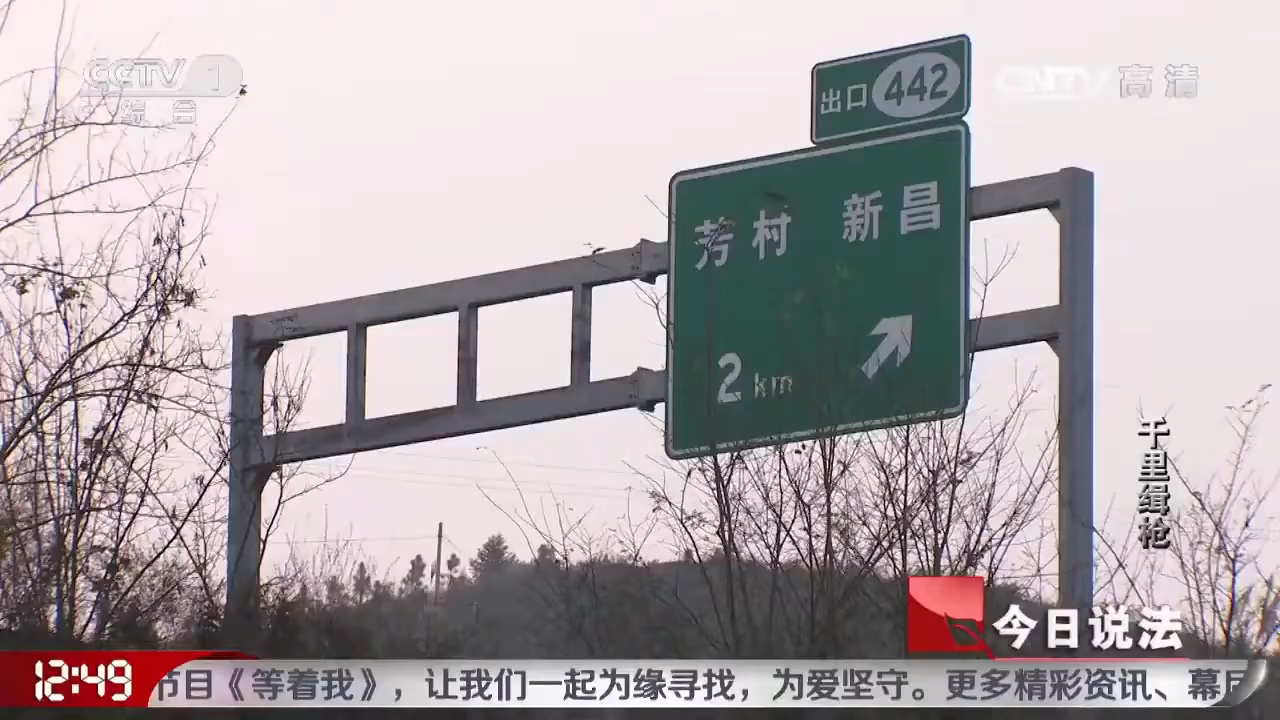 CCTV 1
综合
CNTV 高清
出口 442
芳村 新昌
2 km
千里缉枪
今日说法
12:49
节目《等着我》，让我们一起为缘寻找，为爱坚守。更多精彩资讯、幕后